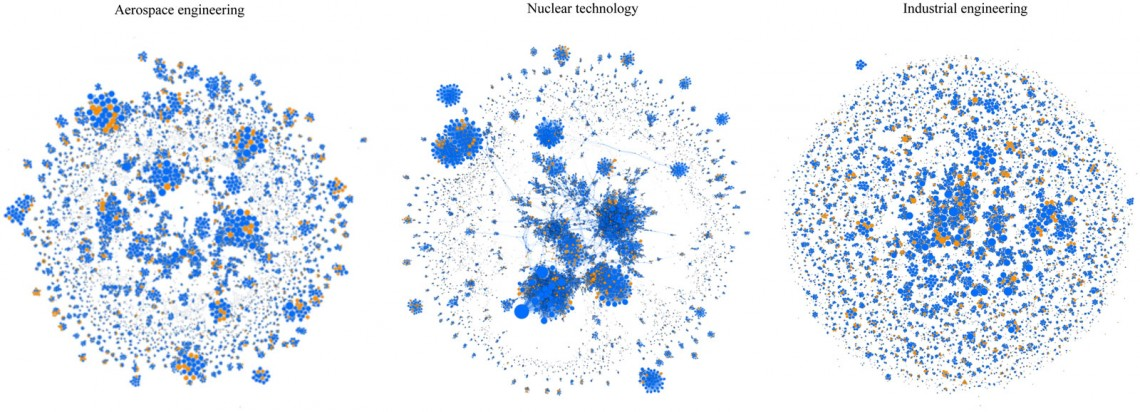 Aerospace engineering
Nuclear technology
Industrial engineering